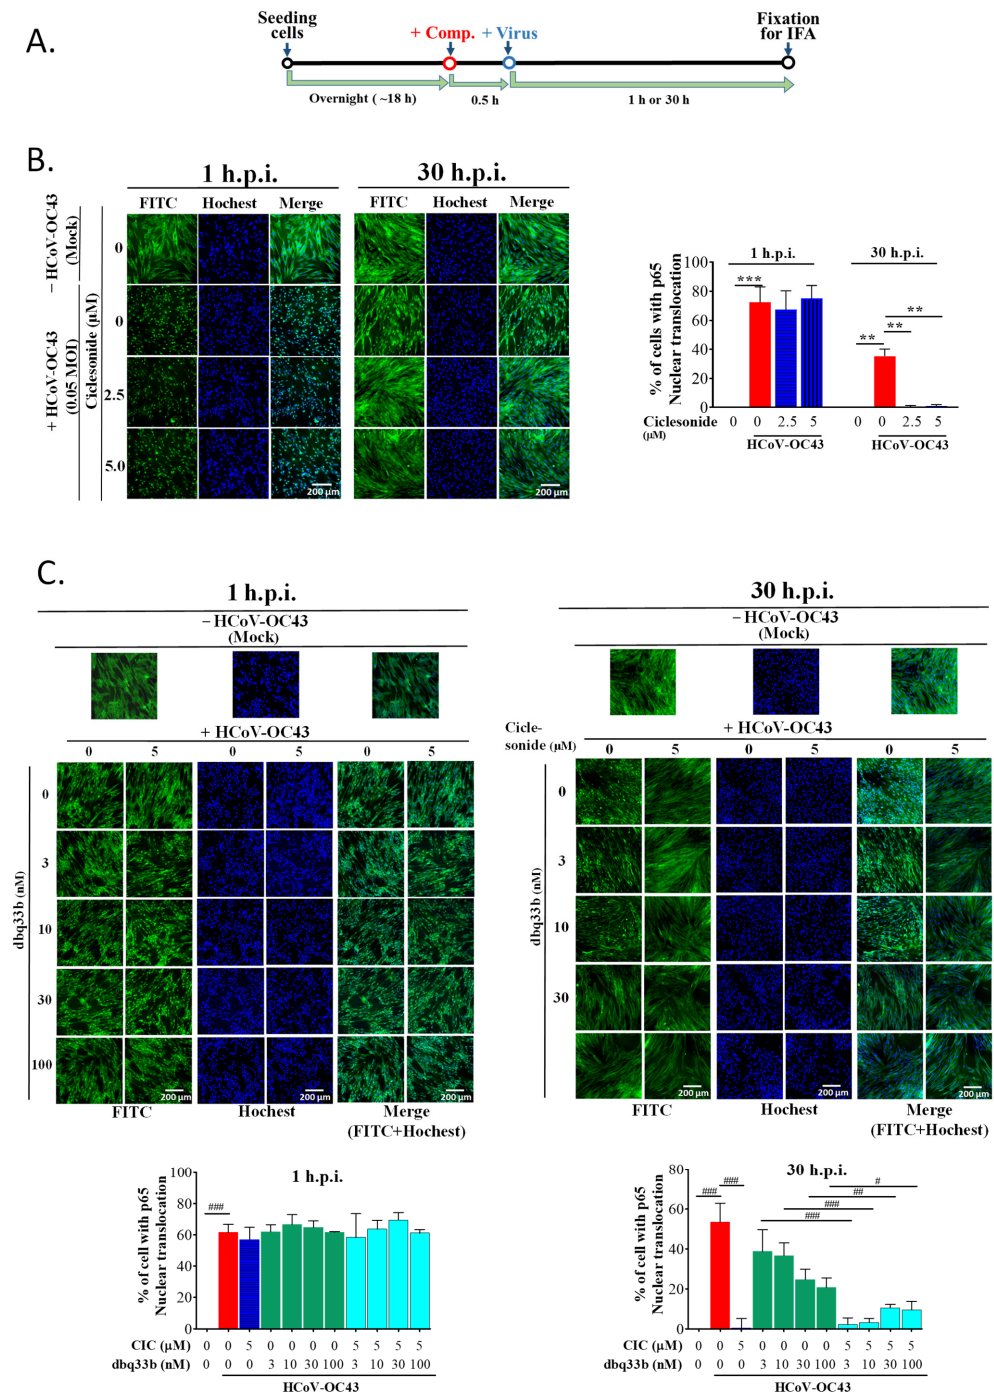 A.
Seeding
cells
+ Comp.
+ Virus
Fixation
for IFA
Overnight ( ~18 h)
0.5 h
1 h or 30 h
B.
1 h.p.i.
30 h.p.i.
FITC Hochest Merge
FITC Hochest Merge
– HCoV-OC43
(Mock)
+ HCoV-OC43
(0.05 MOI)
Ciclesonide (µM)
0
0
2.5
5.0
200 µm
200 µm
% of cells with p65
Nuclear translocation
100
80
60
40
20
0
1 h.p.i.
30 h.p.i.
***
**
**
**
Ciclesonide
(µM)
0 0 2.5 5 0 0 2.5 5
HCoV-OC43 HCoV-OC43
C.
1 h.p.i.
– HCoV-OC43
(Mock)
+ HCoV-OC43
0 5 0 5 0 5
dbq33b (nM)
0
3
10
30
100
200 µm 200 µm 200 µm
FITC Hochest Merge
(FITC+Hochest)
30 h.p.i.
– HCoV-OC43
(Mock)
Cicle-
sonide (µM)
+ HCoV-OC43
0 5 0 5 0 5
dbq33b (nM)
0
3
10
30
200 µm 200 µm 200 µm
FITC Hochest Merge
(FITC+Hochest)
% of cell with p65
Nuclear translocation
100
80
60
40
20
0
1 h.p.i.
###
CIC (µM) 0 0 5 0 0 0 0 5 5 5 5
dbq33b (nM) 0 0 0 3 10 30 100 3 10 30 100
HCoV-OC43
% of cell with p65
Nuclear translocation
80
60
40
20
0
30 h.p.i.
###
###
#
##
###
###
CIC (µM) 0 0 5 0 0 0 0 5 5 5 5
dbq33b (nM) 0 0 0 3 10 30 100 3 10 30 100
HCoV-OC43